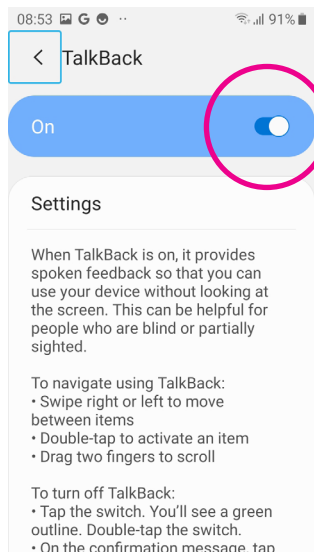 08:53 G 91%
TalkBack
On
Settings
When TalkBack is on, it provides
spoken feedback so that you can
use your device without looking at
the screen. This can be helpful for
people who are blind or partially
sighted.
To navigate using TalkBack:
• Swipe right or left to move
between items
• Double-tap to activate an item
• Drag two fingers to scroll
To turn off TalkBack:
• Tap the switch. You’ll see a green
outline. Double-tap the switch.
• On the confirmation message, tap